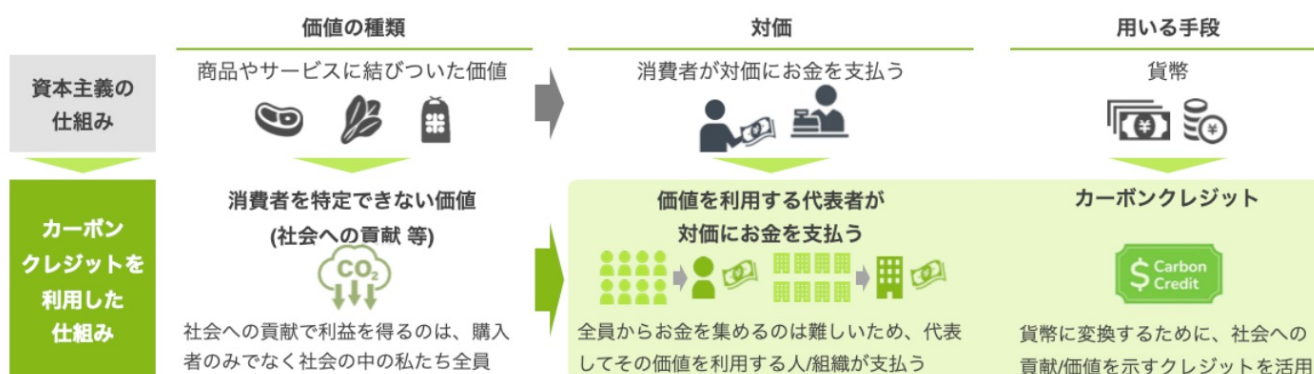 価値の種類
対価
用いる手段
資本主義の
仕組み
商品やサービスに結びついた価値
消費者が対価にお金を支払う
貨幣
カーボン
クレジットを
利用した
仕組み
消費者を特定できない価値
(社会への貢献 等)
CO2
社会への貢献で利益を得るのは、購入
者のみでなく社会の中の私たち全員
価値を利用する代表者が
対価にお金を支払う
全員からお金を集めるのは難しいため、代表
してその価値を利用する人/組織が支払う
カーボンクレジット
$ Carbon
Credit
貨幣に変換するために、社会への
貢献/価値を示すクレジットを活用